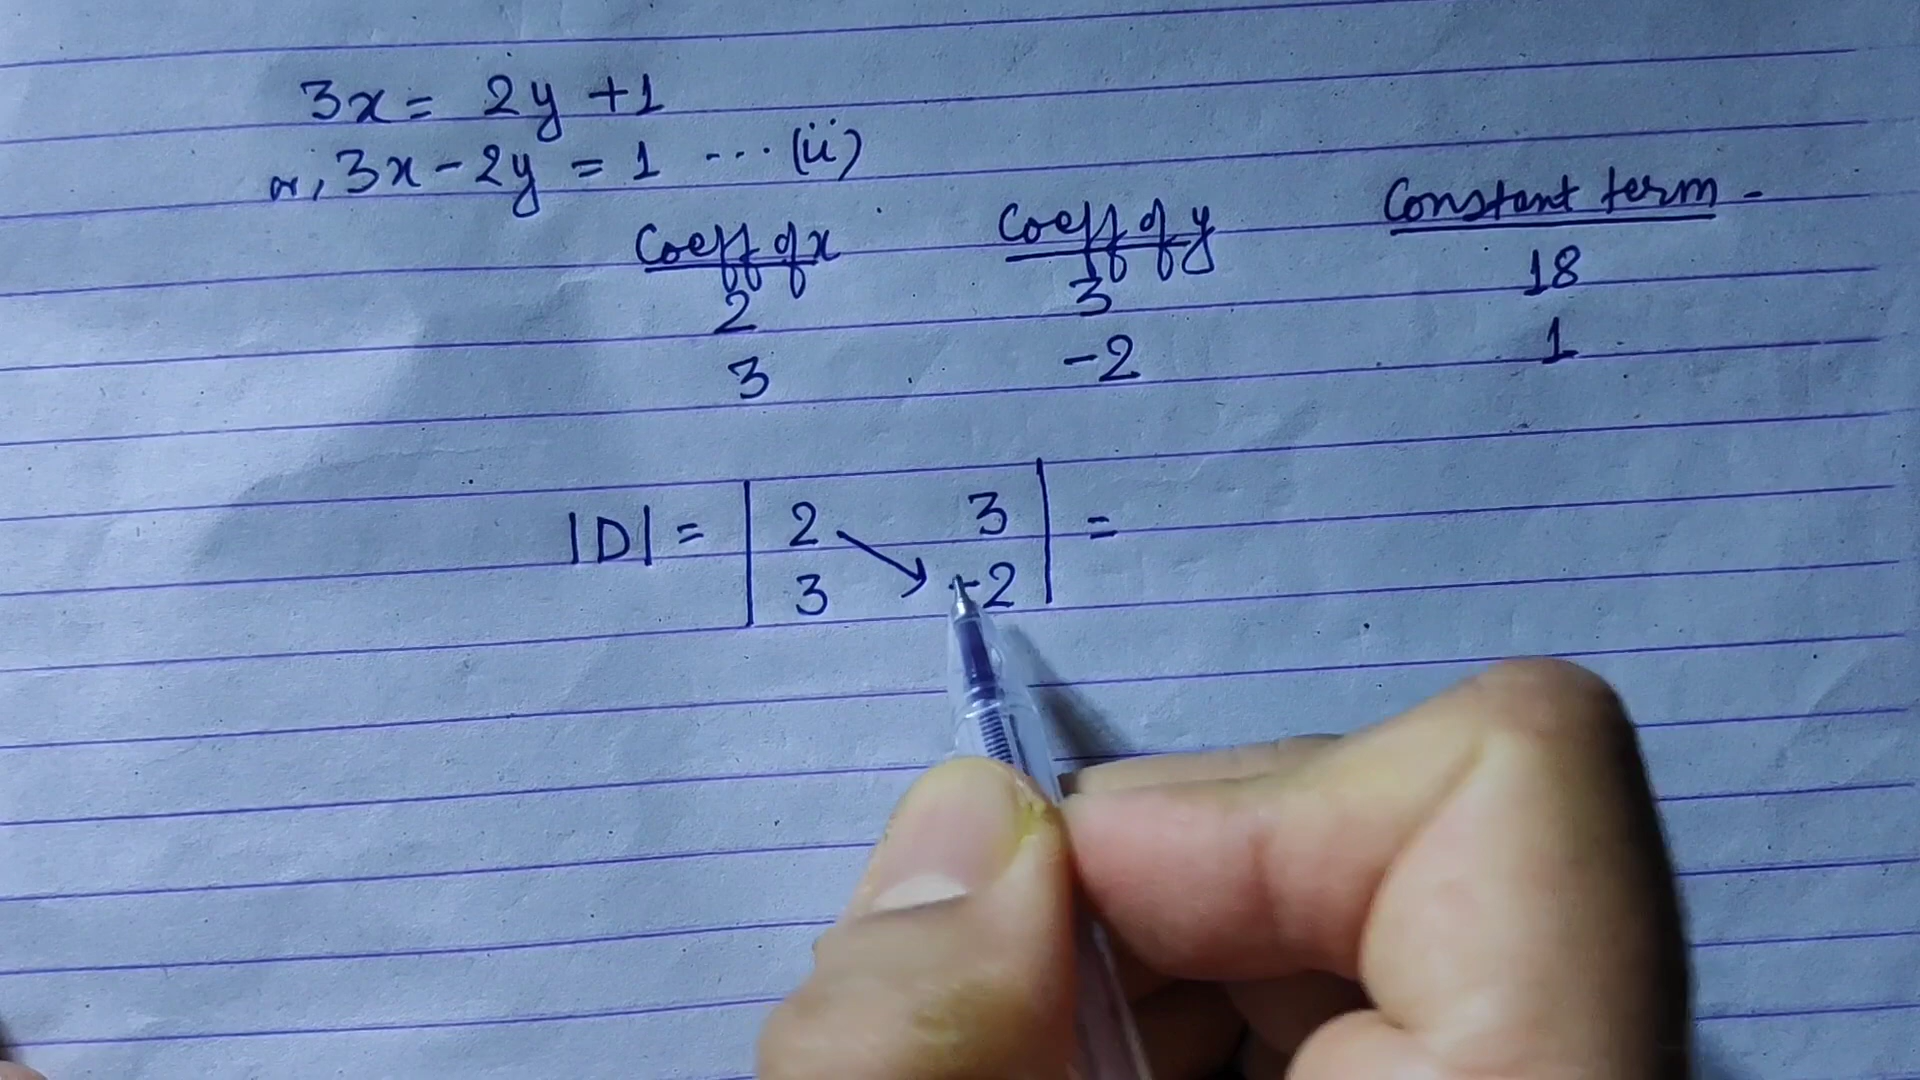 3x = 2y + 1
or, 3x - 2y = 1 ... (ii)
Coeff of x Coeff of y Constant term -
2 3 18
3 -2 1
|D| = | 2 3 | =
3 -2